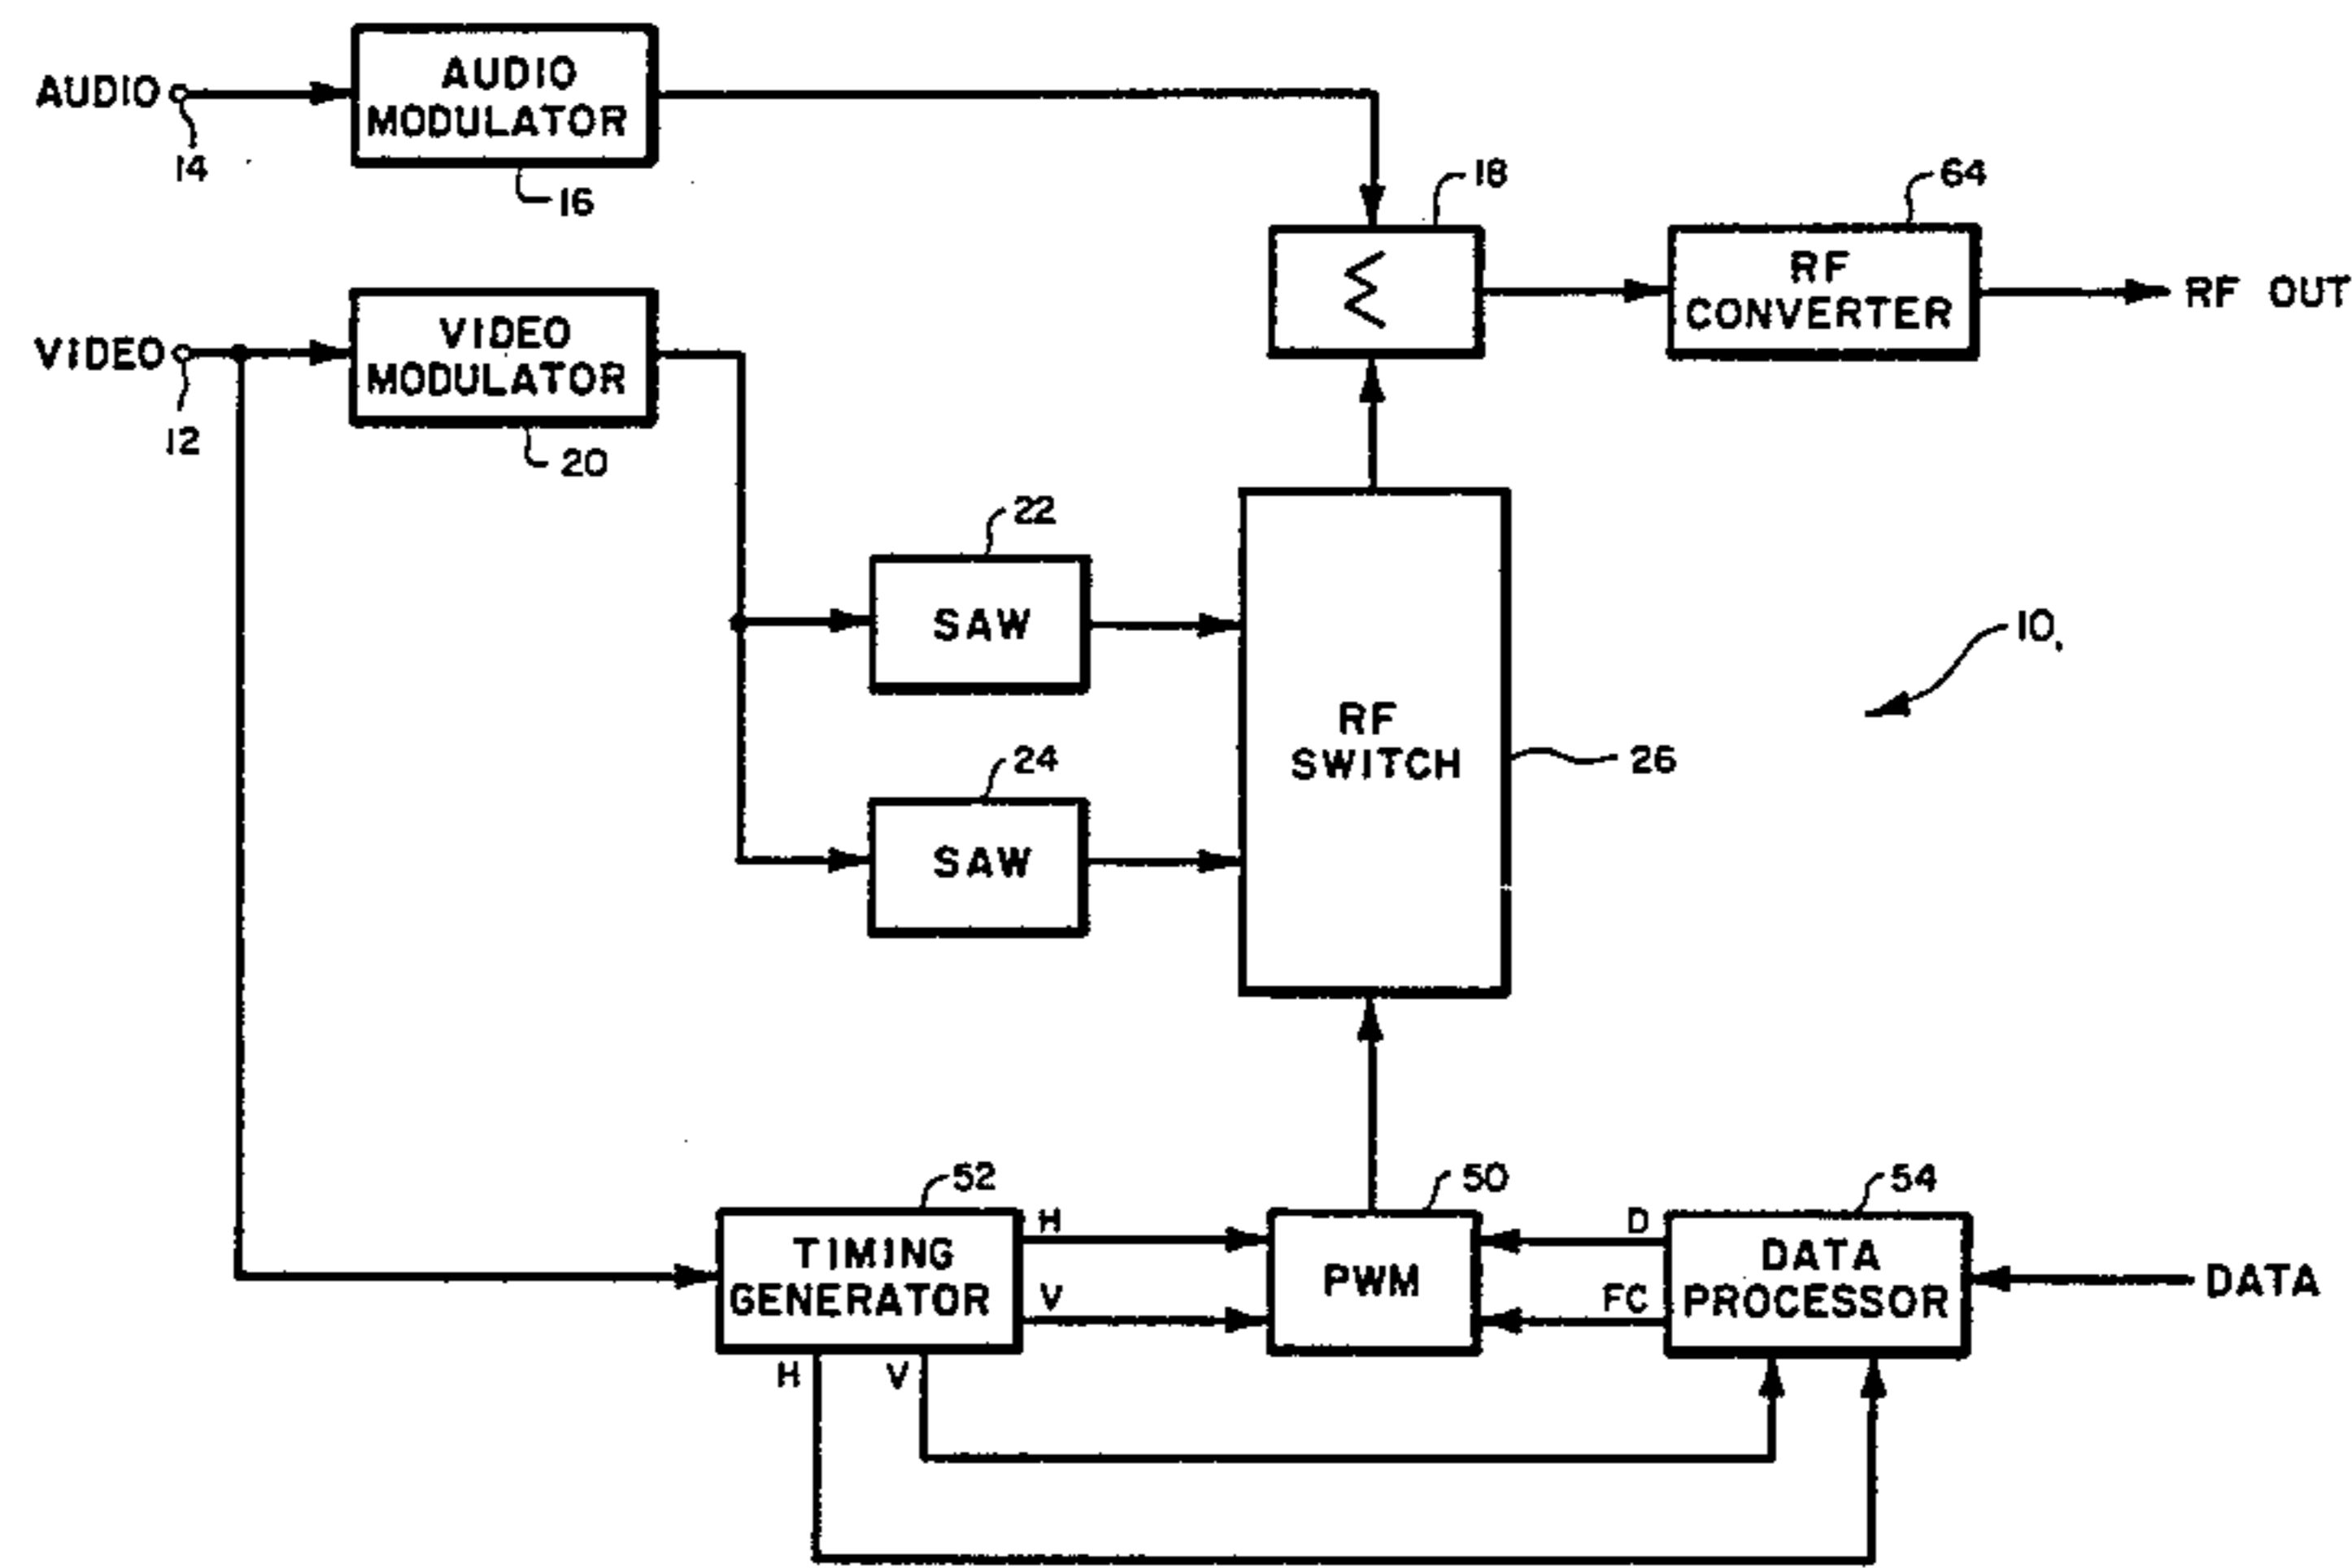 AUDIO
14
AUDIO
MODULATOR
16
18
Σ
64
RF
CONVERTER
RF OUT
VIDEO
12
VIDEO
MODULATOR
20
22
SAW
24
SAW
RF
SWITCH
26
10
52
TIMING
GENERATOR
H
V
H
V
50
PWM
D
FC
54
DATA
PROCESSOR
DATA